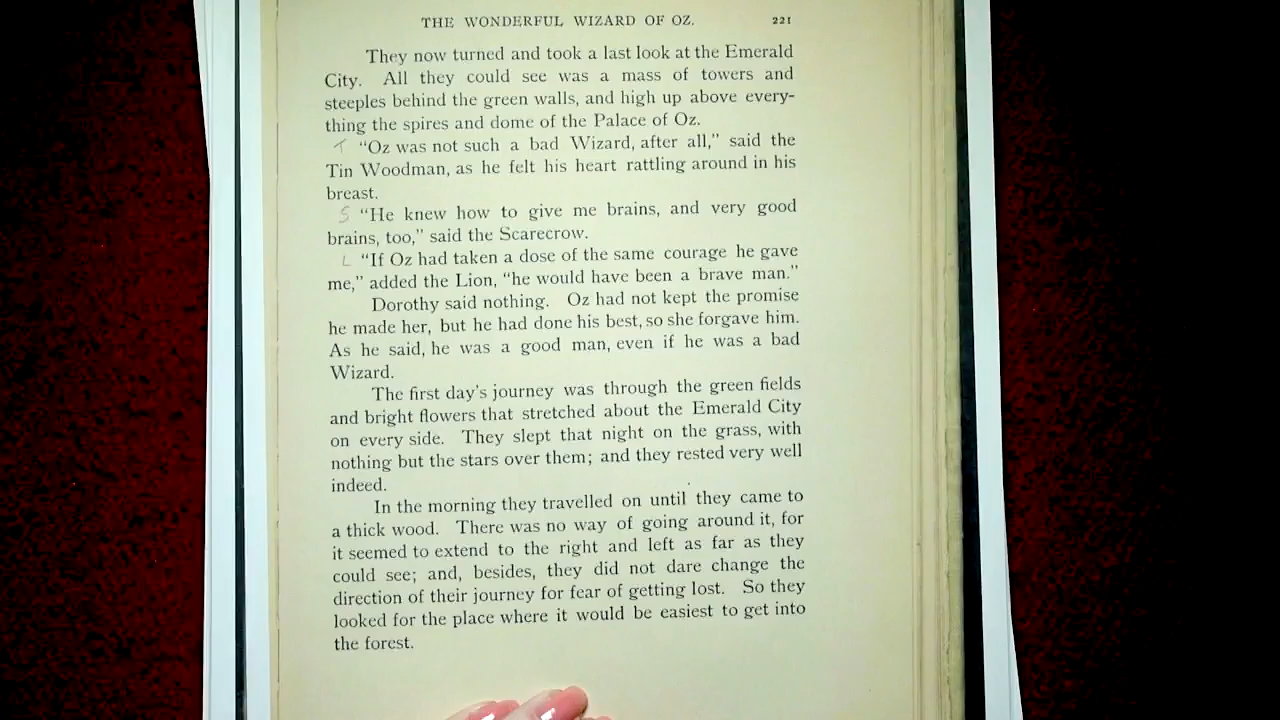 THE WONDERFUL WIZARD OF OZ. 221
They now turned and took a last look at the Emerald
City. All they could see was a mass of towers and
steeples behind the green walls, and high up above every-
thing the spires and dome of the Palace of Oz.
T "Oz was not such a bad Wizard, after all," said the
Tin Woodman, as he felt his heart rattling around in his
breast.
S "He knew how to give me brains, and very good
brains, too," said the Scarecrow.
L "If Oz had taken a dose of the same courage he gave
me," added the Lion, "he would have been a brave man."
Dorothy said nothing. Oz had not kept the promise
he made her, but he had done his best, so she forgave him.
As he said, he was a good man, even if he was a bad
Wizard.
The first day's journey was through the green fields
and bright flowers that stretched about the Emerald City
on every side. They slept that night on the grass, with
nothing but the stars over them; and they rested very well
indeed.
In the morning they travelled on until they came to
a thick wood. There was no way of going around it, for
it seemed to extend to the right and left as far as they
could see; and, besides, they did not dare change the
direction of their journey for fear of getting lost. So they
looked for the place where it would be easiest to get into
the forest.